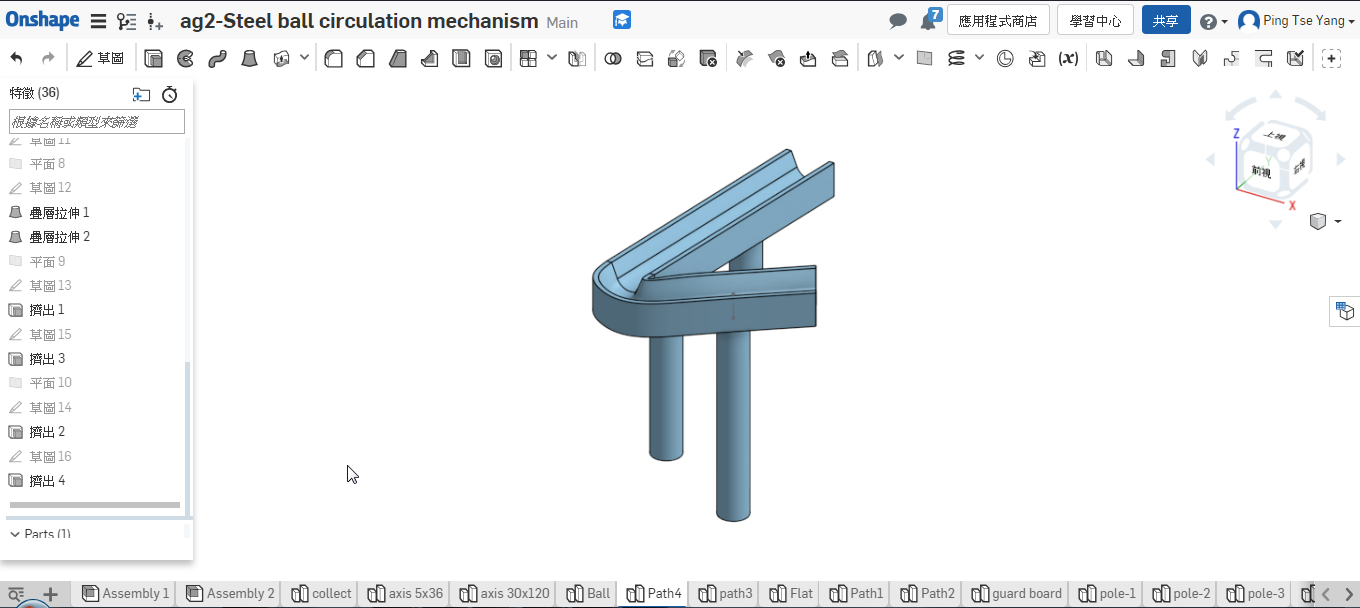 Onshape ag2-Steel ball circulation mechanism Main 7 應用程式商店 學習中心 共享 Ping Tse Yang
草圖 (x)
特徵 (36)
根據名稱或類型來篩選
草圖 11
平面 8
草圖 12
疊層拉伸 1
疊層拉伸 2
平面 9
草圖 13
擠出 1
草圖 15
擠出 3
平面 10
草圖 14
擠出 2
草圖 16
擠出 4
Parts (1)
上視
Z
前視
右視
Y
X
Assembly 1 Assembly 2 collect axis 5x36 axis 30x120 Ball Path4 path3 Flat Path1 Path2 guard board pole-1 pole-2 pole-3